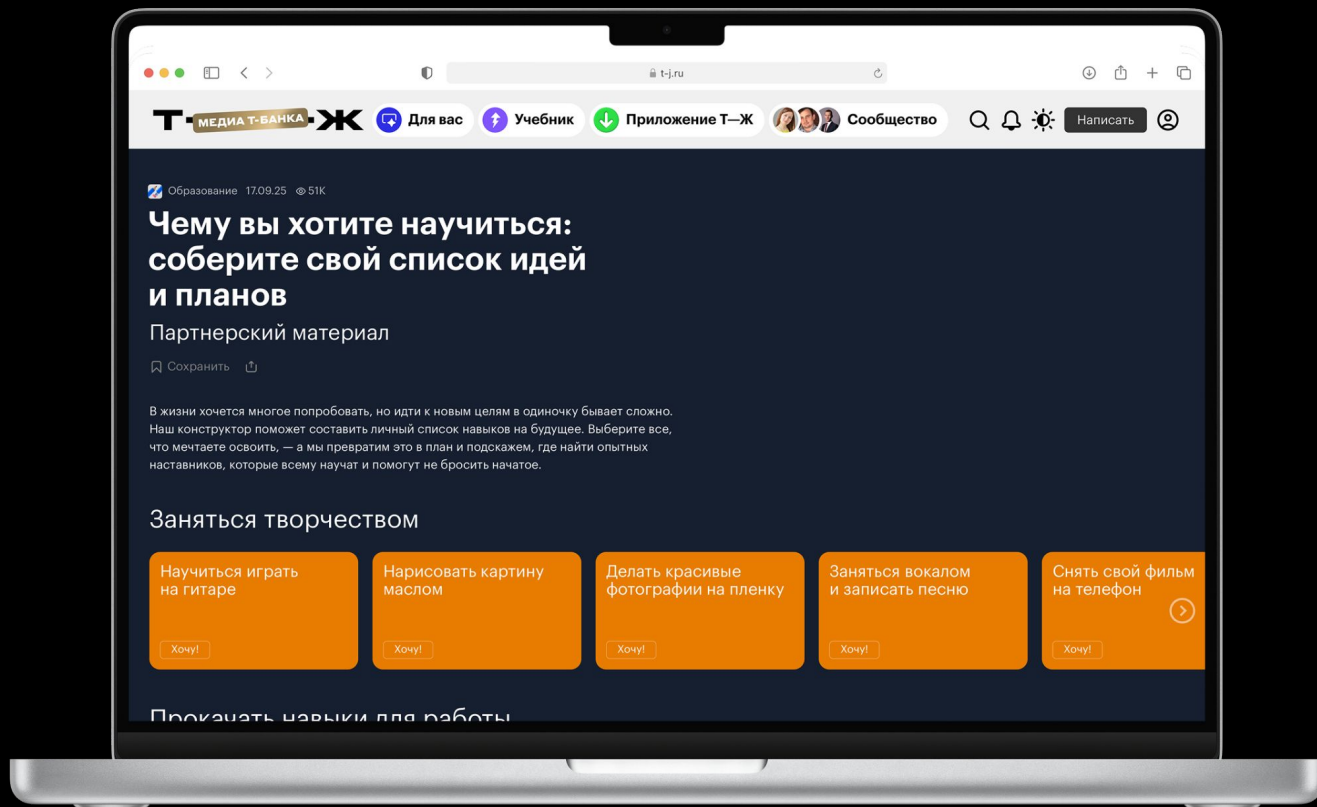 t-j.ru
Т—Ж МЕДИА Т-БАНКА
Для вас
Учебник
Приложение Т—Ж
Сообщество
Написать
Образование 17.09.25 51K
Чему вы хотите научиться:
соберите свой список идей
и планов
Партнерский материал
Сохранить
В жизни хочется многое попробовать, но идти к новым целям в одиночку бывает сложно.
Наш конструктор поможет составить личный список навыков на будущее. Выберите все,
что мечтаете освоить, — а мы превратим это в план и подскажем, где найти опытных
наставников, которые всему научат и помогут не бросить начатое.
Заняться творчеством
Научиться играть
на гитаре
Хочу!
Нарисовать картину
маслом
Хочу!
Делать красивые
фотографии на пленку
Хочу!
Заняться вокалом
и записать песню
Хочу!
Снять свой фильм
на телефон
Хочу!
Прокачать навыки для работы